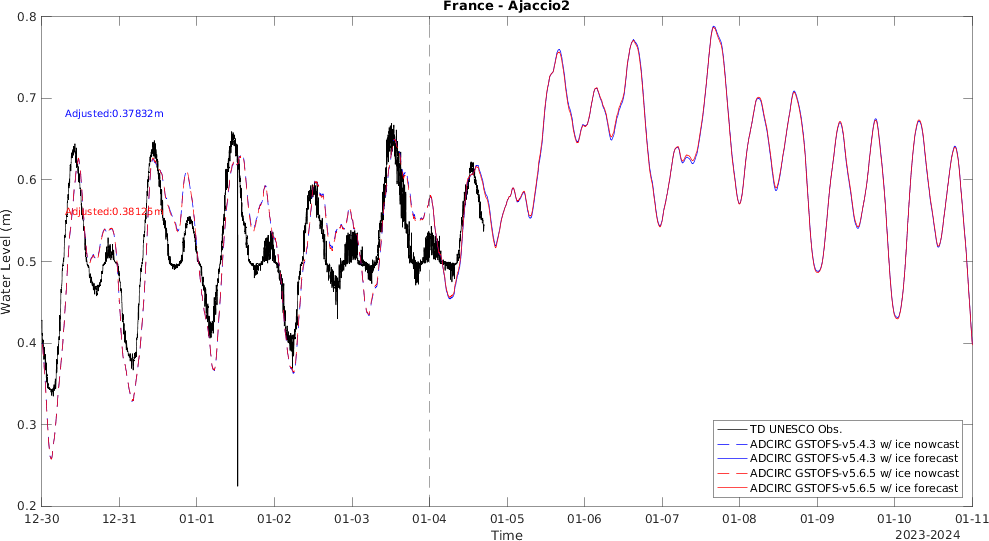 France - Ajaccio2
0.8
0.7
0.6
0.5
0.4
0.3
0.2
Water Level (m)
Adjusted:0.37832m
Adjusted:0.38125m
TD UNESCO Obs.
ADCIRC GSTOFS-v5.4.3 w/ ice nowcast
ADCIRC GSTOFS-v5.4.3 w/ ice forecast
ADCIRC GSTOFS-v5.6.5 w/ ice nowcast
ADCIRC GSTOFS-v5.6.5 w/ ice forecast
12-30 12-31 01-01 01-02 01-03 01-04 01-05 01-06 01-07 01-08 01-09 01-10 01-11
Time
2023-2024